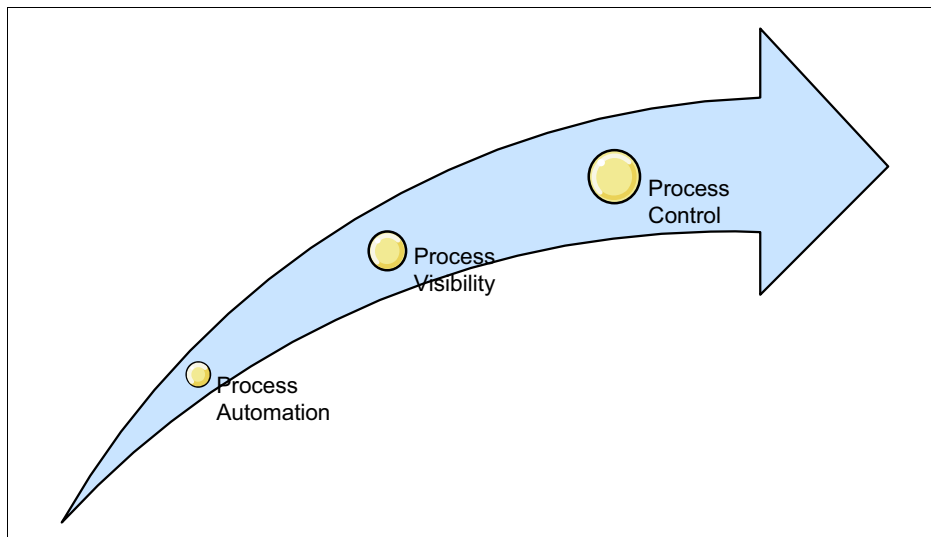 Process
Control
Process
Visibility
Process
Automation